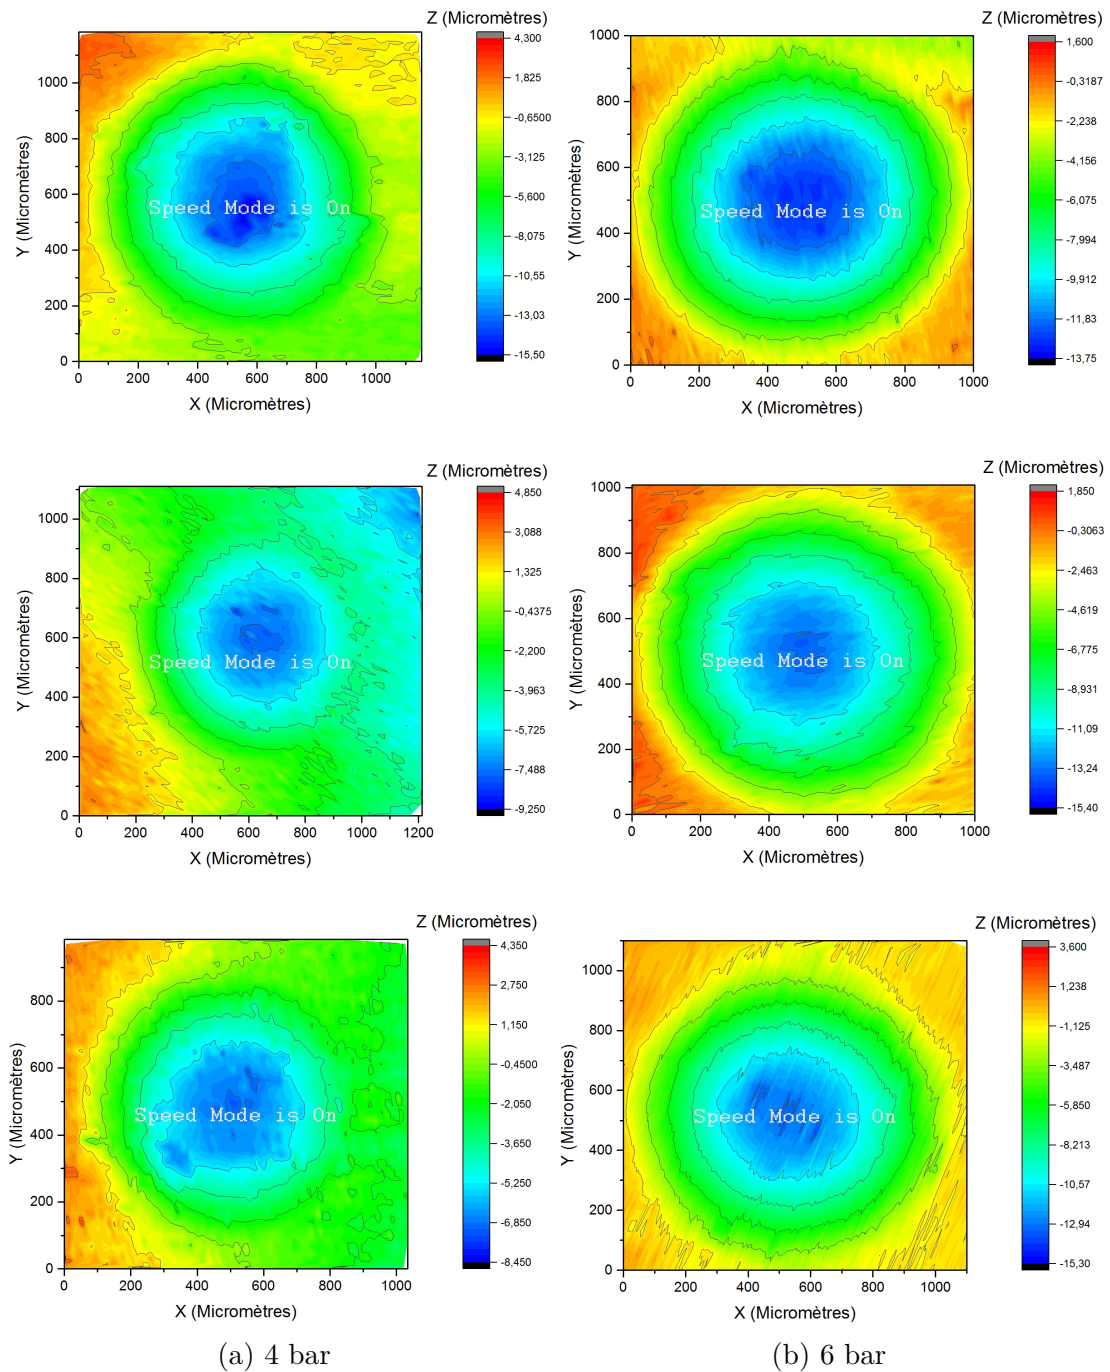 Z (Micromètres)
4,300
1,825
-0,6500
-3,125
-5,600
-8,075
-10,55
-13,03
-15,50
Y (Micromètres)
1000
800
600
400
200
0
Speed Mode is On
0 200 400 600 800 1000
X (Micromètres)
Z (Micromètres)
1,600
-0,3187
-2,238
-4,156
-6,075
-7,994
-9,912
-11,83
-13,75
Y (Micromètres)
1000
800
600
400
200
0
Speed Mode is On
0 200 400 600 800 1000
X (Micromètres)
Z (Micromètres)
4,850
3,088
1,325
-0,4375
-2,200
-3,963
-5,725
-7,488
-9,250
Y (Micromètres)
1000
800
600
400
200
0
Speed Mode is On
0 200 400 600 800 1000 1200
X (Micromètres)
Z (Micromètres)
1,850
-0,3063
-2,463
-4,619
-6,775
-8,931
-11,09
-13,24
-15,40
Y (Micromètres)
1000
800
600
400
200
0
Speed Mode is On
0 200 400 600 800 1000
X (Micromètres)
Z (Micromètres)
4,350
2,750
1,150
-0,4500
-2,050
-3,650
-5,250
-6,850
-8,450
Y (Micromètres)
800
600
400
200
0
Speed Mode is On
0 200 400 600 800 1000
X (Micromètres)
Z (Micromètres)
3,600
1,238
-1,125
-3,488
-5,850
-8,213
-10,57
-12,94
-15,30
Y (Micromètres)
1000
800
600
400
200
0
Speed Mode is On
0 200 400 600 800 1000
X (Micromètres)
(a) 4 bar
(b) 6 bar